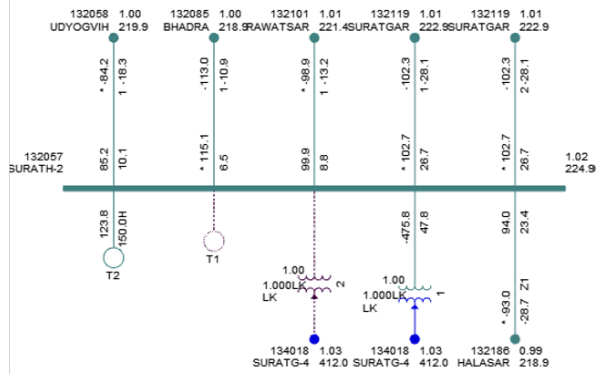 132058 1.00
UDYOGVIH 219.9
132085 1.00
BHADRA 218.9
132101 1.01
RAWATSAR 221.4
132119 1.01
SURATGAR 222.9
132119 1.01
SURATGAR 222.9
* -84.2
1 -18.3
-113.0
1 -10.9
* -98.9
1 -13.2
-102.3
1 -28.1
-102.3
2 -28.1
132057
SURATH-2
85.2
10.1
* 115.1
6.5
99.9
8.8
* 102.7
26.7
* 102.7
26.7
1.02
224.9
123.8
150.0H
T2
T1
-475.8
47.8
94.0
23.4
1.00
1.000LK
LK
2
1.00
1.000LK
LK
1
* -93.0
-28.7 Z1
134018 1.03
SURATG-4 412.0
134018 1.03
SURATG-4 412.0
132186 0.99
HALASAR 218.9